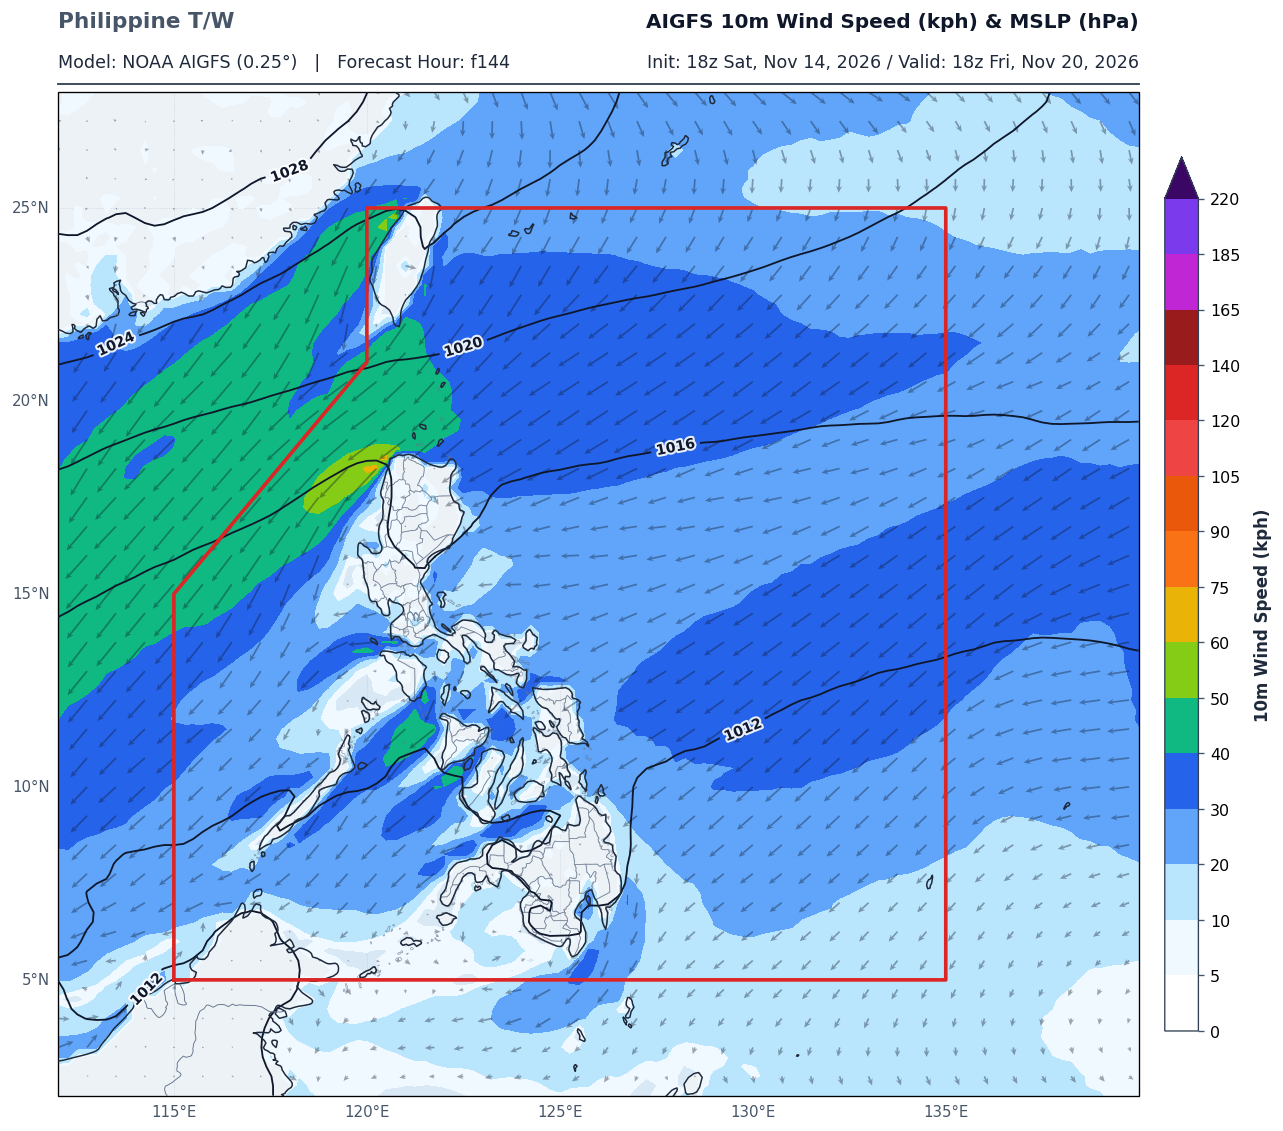 Philippine T/W
AIGFS 10m Wind Speed (kph) & MSLP (hPa)
Model: NOAA AIGFS (0.25°) | Forecast Hour: f144
Init: 18z Sat, Nov 14, 2026 / Valid: 18z Fri, Nov 20, 2026
1028
1024
1020
1016
1012
1012
25°N
20°N
15°N
10°N
5°N
115°E
120°E
125°E
130°E
135°E
220
185
165
140
120
105
90
75
60
50
40
30
20
10
5
0
10m Wind Speed (kph)